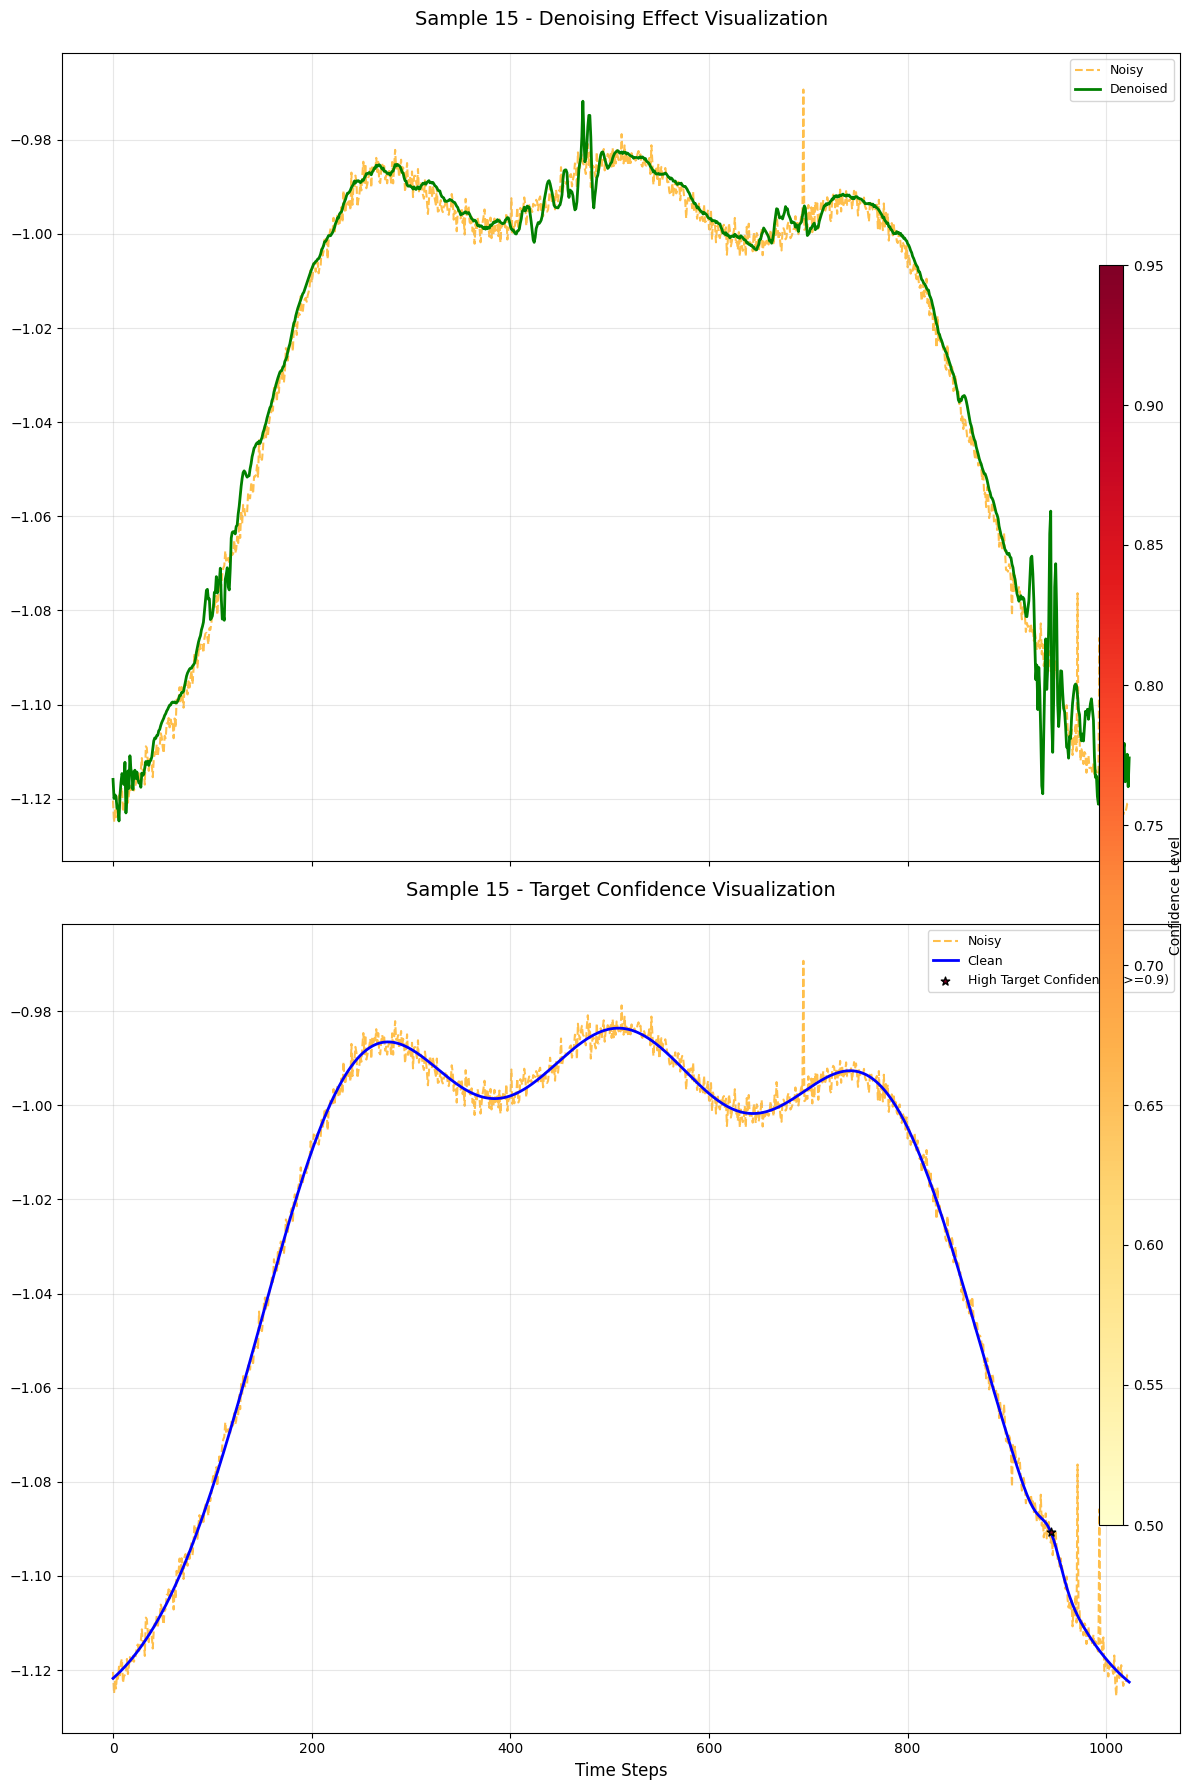 Sample 15 - Denoising Effect Visualization
Noisy
Denoised
−0.98
−1.00
−1.02
−1.04
−1.06
−1.08
−1.10
−1.12
0.95
0.90
0.85
0.80
0.75
0.70
0.65
0.60
0.55
0.50
Confidence Level
Sample 15 - Target Confidence Visualization
Noisy
Clean
High Target Confiden >=0.9)
−0.98
−1.00
−1.02
−1.04
−1.06
−1.08
−1.10
−1.12
0 200 400 600 800 1000
Time Steps